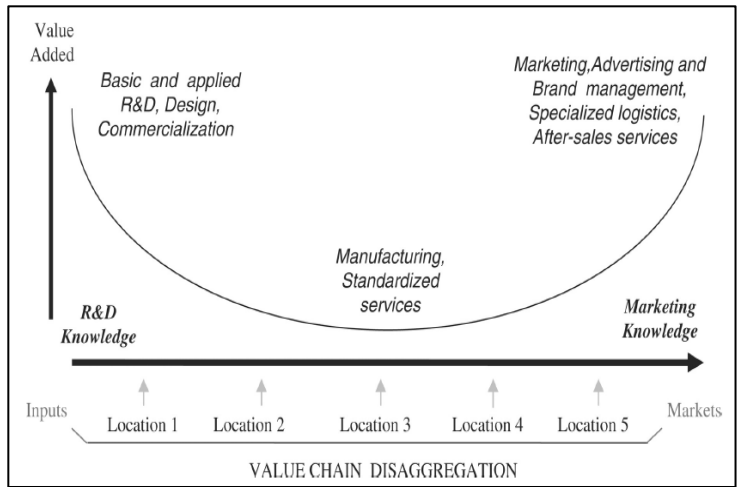 Value
Added
Basic and applied
R&D, Design,
Commercialization
Marketing,Advertising and
Brand management,
Specialized logistics,
After-sales services
Manufacturing,
Standardized
services
R&D
Knowledge
Marketing
Knowledge
Inputs
Location 1
Location 2
Location 3
Location 4
Location 5
Markets
VALUE CHAIN DISAGGREGATION